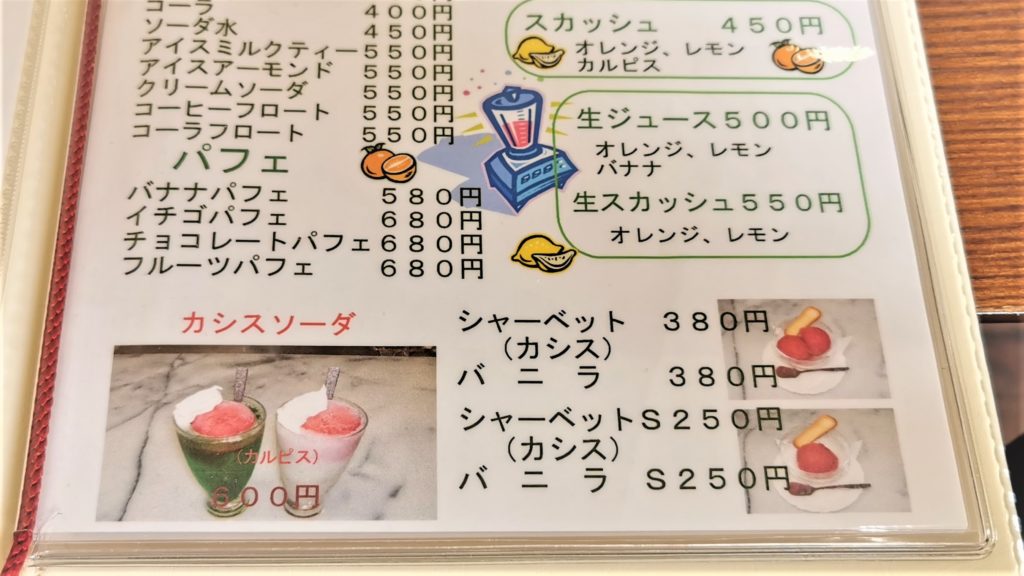 コーラ 400円
ソーダ水 450円
アイスミルクティー 550円
アイスアーモンド 550円
クリームソーダ 550円
コーヒーフロート 550円
コーラフロート 550円
パフェ
バナナパフェ 580円
イチゴパフェ 680円
チョコレートパフェ 680円
フルーツパフェ 680円
スカッシュ 450円
オレンジ、レモン
カルピス
生ジュース 500円
オレンジ、レモン
バナナ
生スカッシュ 550円
オレンジ、レモン
カシスソーダ
(カルピス)
600円
シャーベット 380円
(カシス)
バニラ 380円
シャーベットS 250円
(カシス)
バニラ S250円